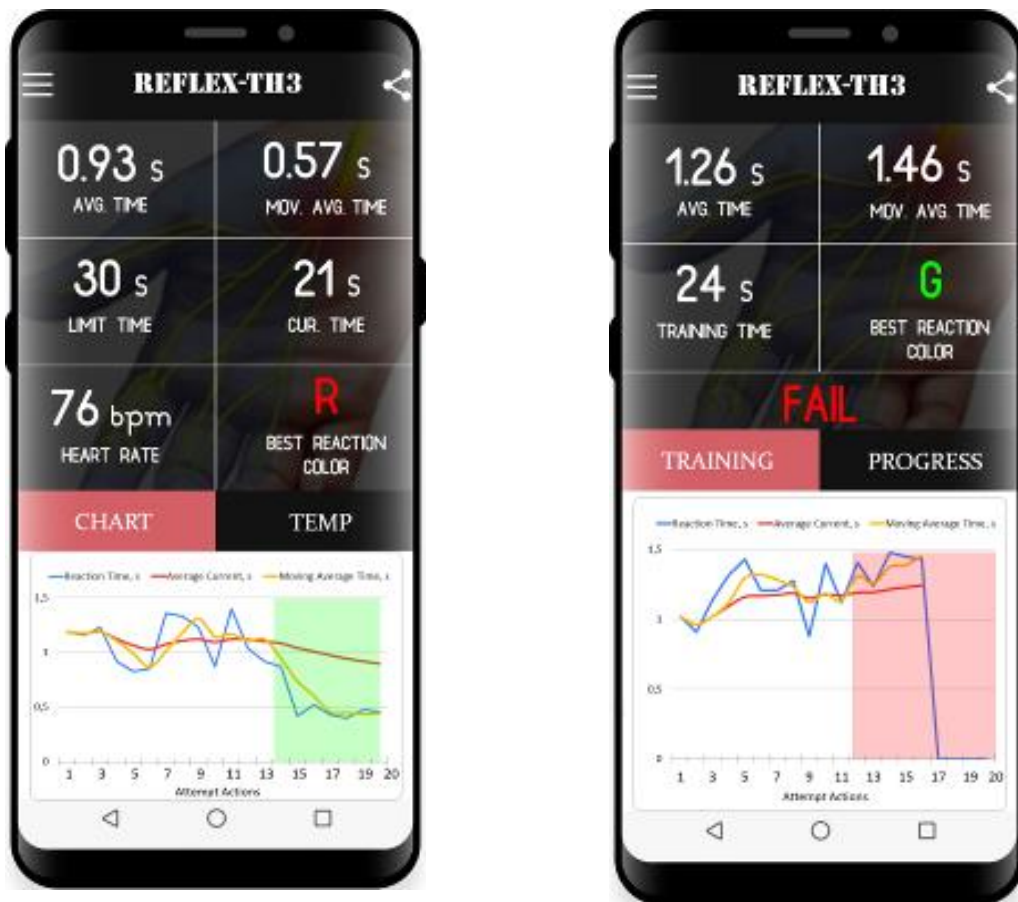 REFLEX-TH3
0.93 s 0.57 s
AVG. TIME MOV. AVG. TIME
30 s 21 s
LIMIT TIME CUR. TIME
76 bpm R
HEART RATE BEST REACTION
COLOR
CHART TEMP
Reaction Time, s Average Current, s Moving Average Time, s
1,5
1
0,5
0
1 3 5 7 9 11 13 15 17 19 20
Attempt Actions
REFLEX-TH3
1.26 s 1.46 s
AVG. TIME MOV. AVG. TIME
24 s G
TRAINING TIME BEST REACTION
COLOR
FAIL
TRAINING PROGRESS
Reaction Time, s Average Current, s Moving Average Time, s
1,5
1
0,5
0
1 3 5 7 9 11 13 15 17 19 20
Attempt Actions